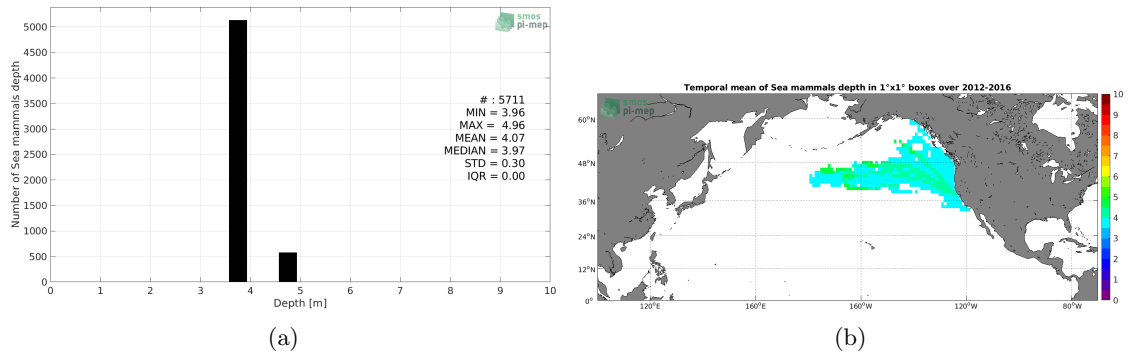 5000
4500
4000
3500
3000
2500
2000
1500
1000
500
0
Number of Sea mammals depth
smos
pi-mep
# : 5711
MIN = 3.96
MAX = 4.96
MEAN = 4.07
MEDIAN = 3.97
STD = 0.30
IQR = 0.00
0 1 2 3 4 5 6 7 8 9 10
Depth [m]
(a)
Temporal mean of Sea mammals depth in 1°x1° boxes over 2012-2016
smos
pi-mep
60°N
48°N
36°N
24°N
12°N
0°
120°E 160°E 160°W 120°W 80°W
10
9
8
7
6
5
4
3
2
1
0
(b)